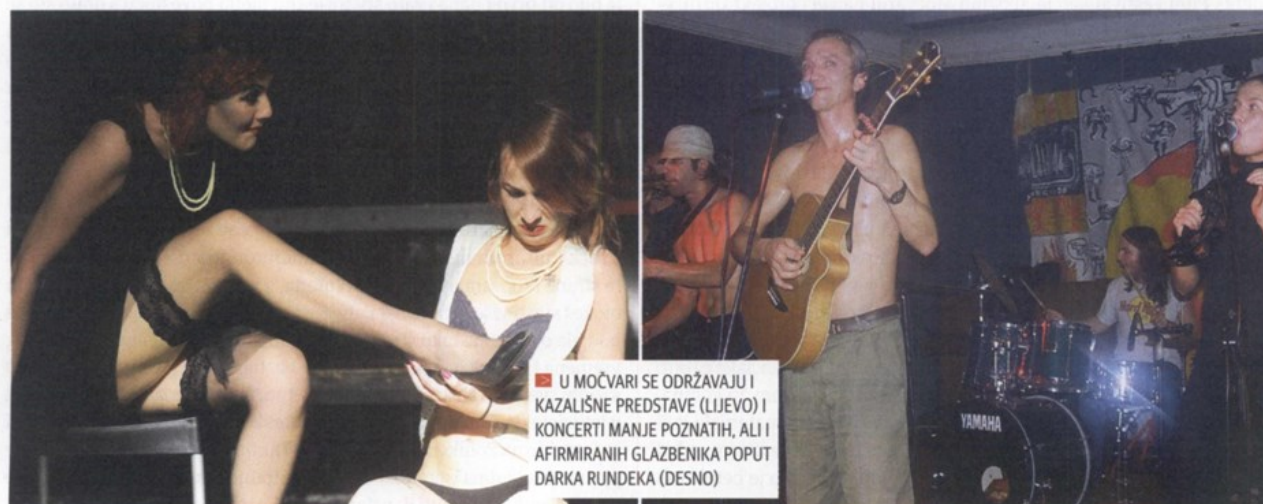 U MOČVARI SE ODRŽAVAJU I
KAZALIŠNE PREDSTAVE (LIJEVO) I
KONCERTI MANJE POZNATIH, ALI I
AFIRMIRANIH GLAZBENIKA POPUT
DARKA RUNDEKA (DESNO)
YAMAHA